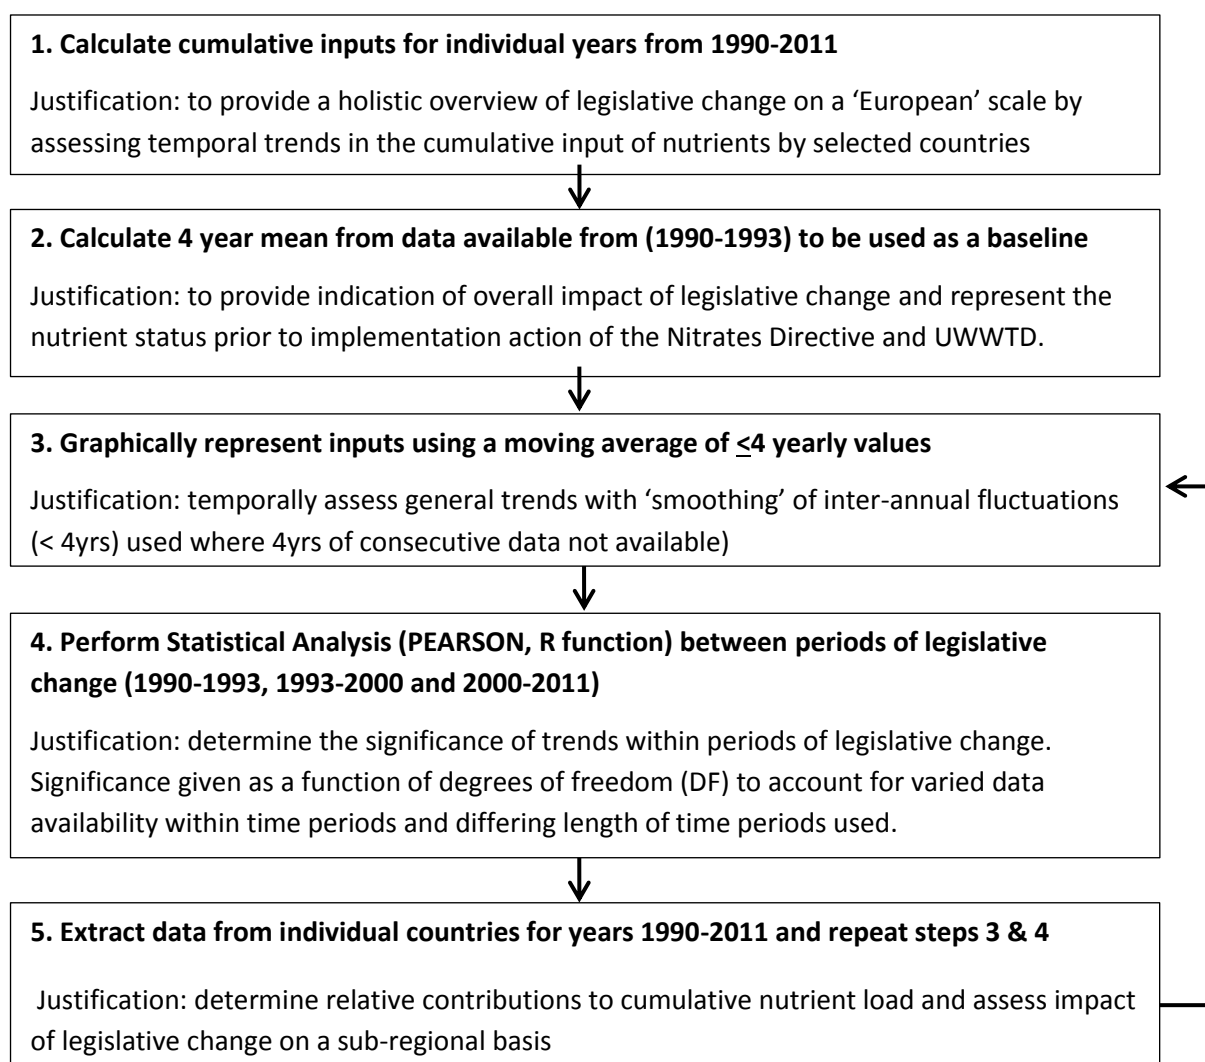 1. Calculate cumulative inputs for individual years from 1990-2011
Justification: to provide a holistic overview of legislative change on a ‘European’ scale by
assessing temporal trends in the cumulative input of nutrients by selected countries
2. Calculate 4 year mean from data available from (1990-1993) to be used as a baseline
Justification: to provide indication of overall impact of legislative change and represent the
nutrient status prior to implementation action of the Nitrates Directive and UWWTD.
3. Graphically represent inputs using a moving average of <4 yearly values
Justification: temporally assess general trends with ‘smoothing’ of inter-annual fluctuations
(< 4yrs) used where 4yrs of consecutive data not available)
4. Perform Statistical Analysis (PEARSON, R function) between periods of legislative
change (1990-1993, 1993-2000 and 2000-2011)
Justification: determine the significance of trends within periods of legislative change.
Significance given as a function of degrees of freedom (DF) to account for varied data
availability within time periods and differing length of time periods used.
5. Extract data from individual countries for years 1990-2011 and repeat steps 3 & 4
Justification: determine relative contributions to cumulative nutrient load and assess impact
of legislative change on a sub-regional basis